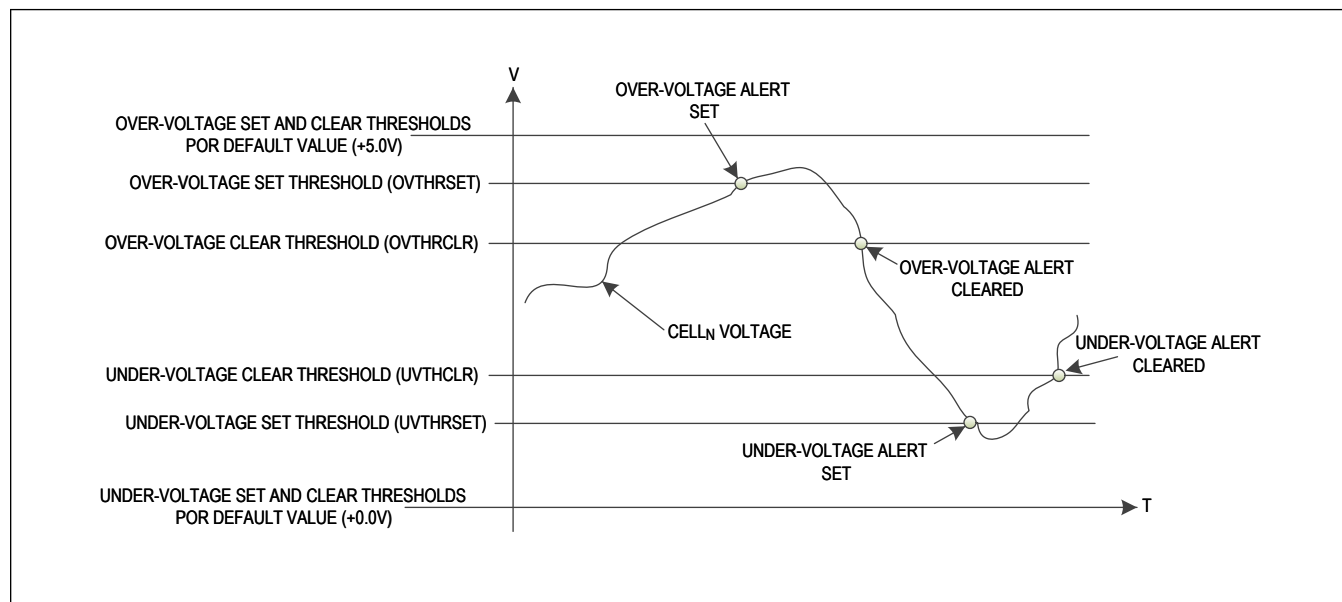 V
OVER-VOLTAGE ALERT
SET
OVER-VOLTAGE SET AND CLEAR THRESHOLDS
POR DEFAULT VALUE (+5.0V)
OVER-VOLTAGE SET THRESHOLD (OVTHRSET)
OVER-VOLTAGE CLEAR THRESHOLD (OVTHRCLR)
OVER-VOLTAGE ALERT
CLEARED
CELLN VOLTAGE
UNDER-VOLTAGE ALERT
CLEARED
UNDER-VOLTAGE CLEAR THRESHOLD (UVTHCLR)
UNDER-VOLTAGE SET THRESHOLD (UVTHRSET)
UNDER-VOLTAGE ALERT
SET
UNDER-VOLTAGE SET AND CLEAR THRESHOLDS
POR DEFAULT VALUE (+0.0V)
T